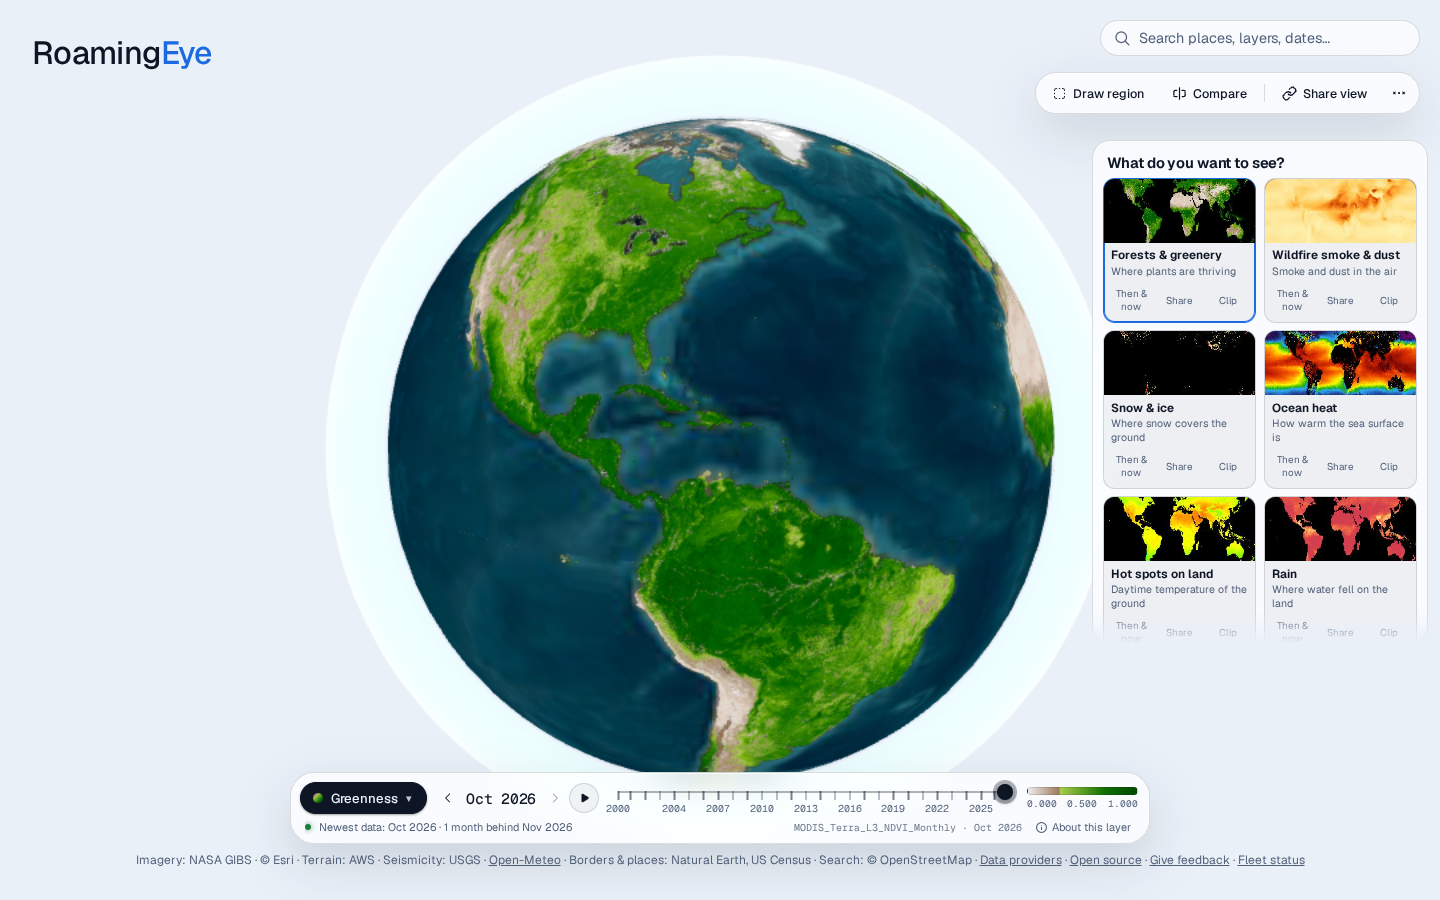 RoamingEye
Search places, layers, dates...
Draw region
Compare
Share view
What do you want to see?
Forests & greenery
Where plants are thriving
Then & now
Share
Clip
Wildfire smoke & dust
Smoke and dust in the air
Then & now
Share
Clip
Snow & ice
Where snow covers the
ground
Then & now
Share
Clip
Ocean heat
How warm the sea surface
is
Then & now
Share
Clip
Hot spots on land
Daytime temperature of the
ground
Then & now
Share
Clip
Rain
Where water fell on the
land
Then & now
Share
Clip
Greenness
Oct 2026
2000 2004 2007 2010 2013 2016 2019 2022 2025
0.000 0.500 1.000
Newest data: Oct 2026 · 1 month behind Nov 2026
MODIS_Terra_L3_NDVI_Monthly · Oct 2026
About this layer
Imagery: NASA GIBS · © Esri · Terrain: AWS · Seismicity: USGS · Open-Meteo · Borders & places: Natural Earth, US Census · Search: © OpenStreetMap · Data providers · Open source · Give feedback · Fleet status